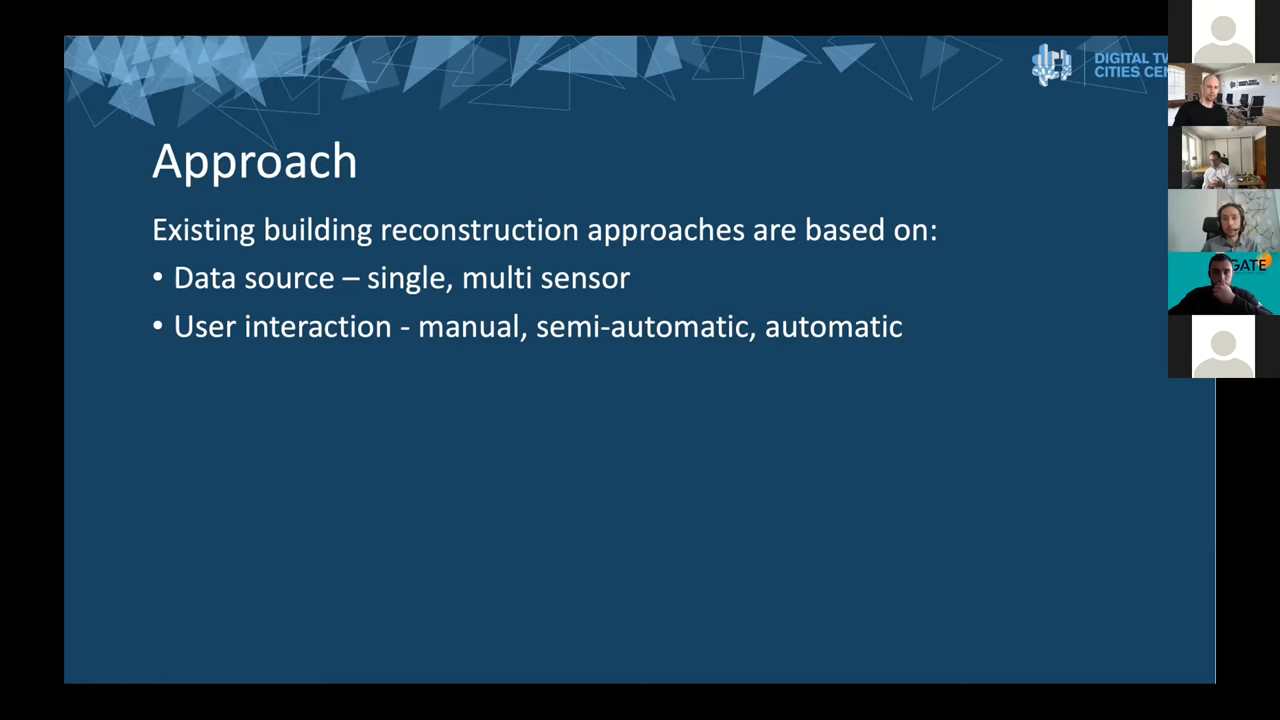 DIGITAL TW
CITIES CEN
Approach
Existing building reconstruction approaches are based on:
• Data source – single, multi sensor
• User interaction - manual, semi-automatic, automatic
GATE